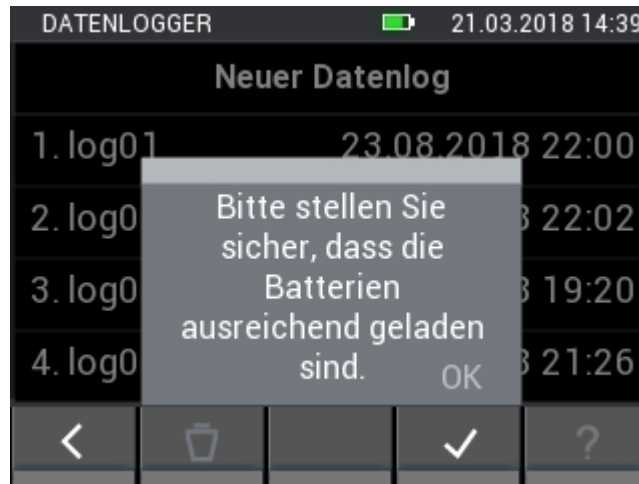 DATENLOGGER 21.03.2018 14:39
Neuer Datenlog
1. log01 23.08.2018 22:00
2. log0 22:02
3. log0 19:20
4. log0 21:26
Bitte stellen Sie
sicher, dass die
Batterien
ausreichend geladen
sind.
OK
?